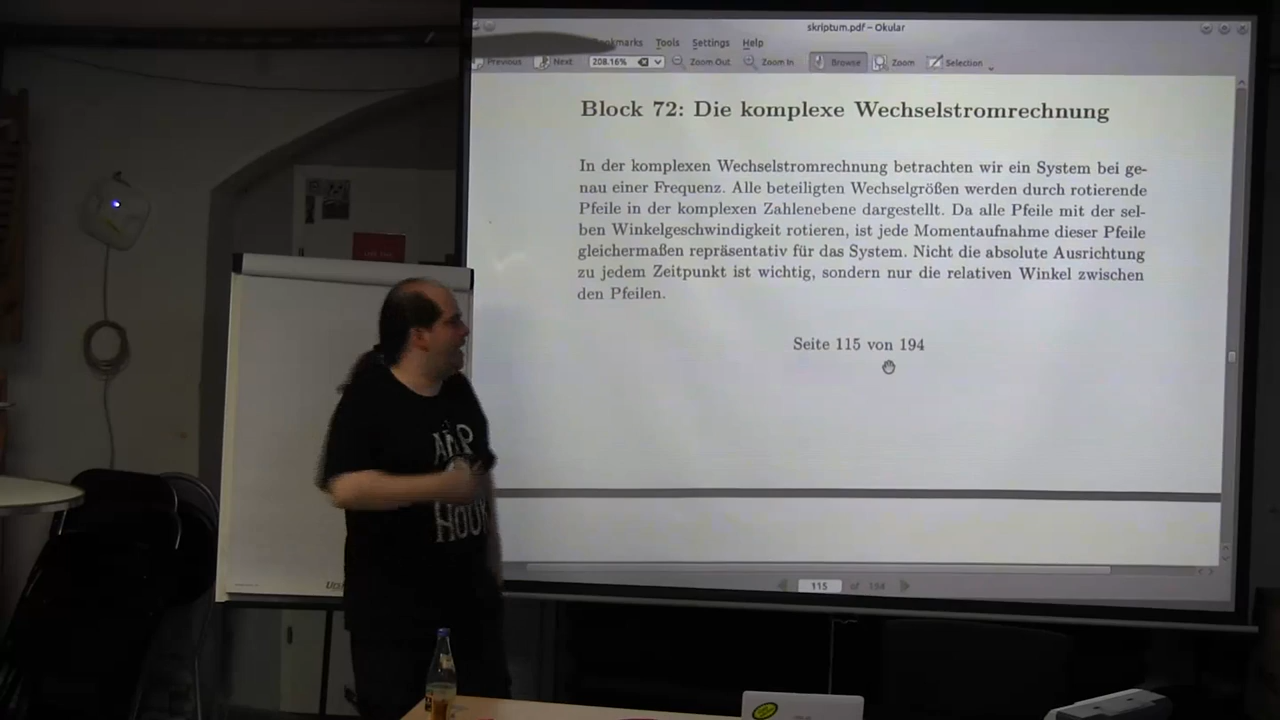 skriptum.pdf – Okular
Tools Settings Help
Previous Next 208.16% Zoom Out Zoom In Browse Zoom Selection
Block 72: Die komplexe Wechselstromrechnung
In der komplexen Wechselstromrechnung betrachten wir ein System bei ge-
nau einer Frequenz. Alle beteiligten Wechselgrößen werden durch rotierende
Pfeile in der komplexen Zahlenebene dargestellt. Da alle Pfeile mit der sel-
ben Winkelgeschwindigkeit rotieren, ist jede Momentaufnahme dieser Pfeile
gleichermaßen repräsentativ für das System. Nicht die absolute Ausrichtung
zu jedem Zeitpunkt ist wichtig, sondern nur die relativen Winkel zwischen
den Pfeilen.
Seite 115 von 194
115 of 194